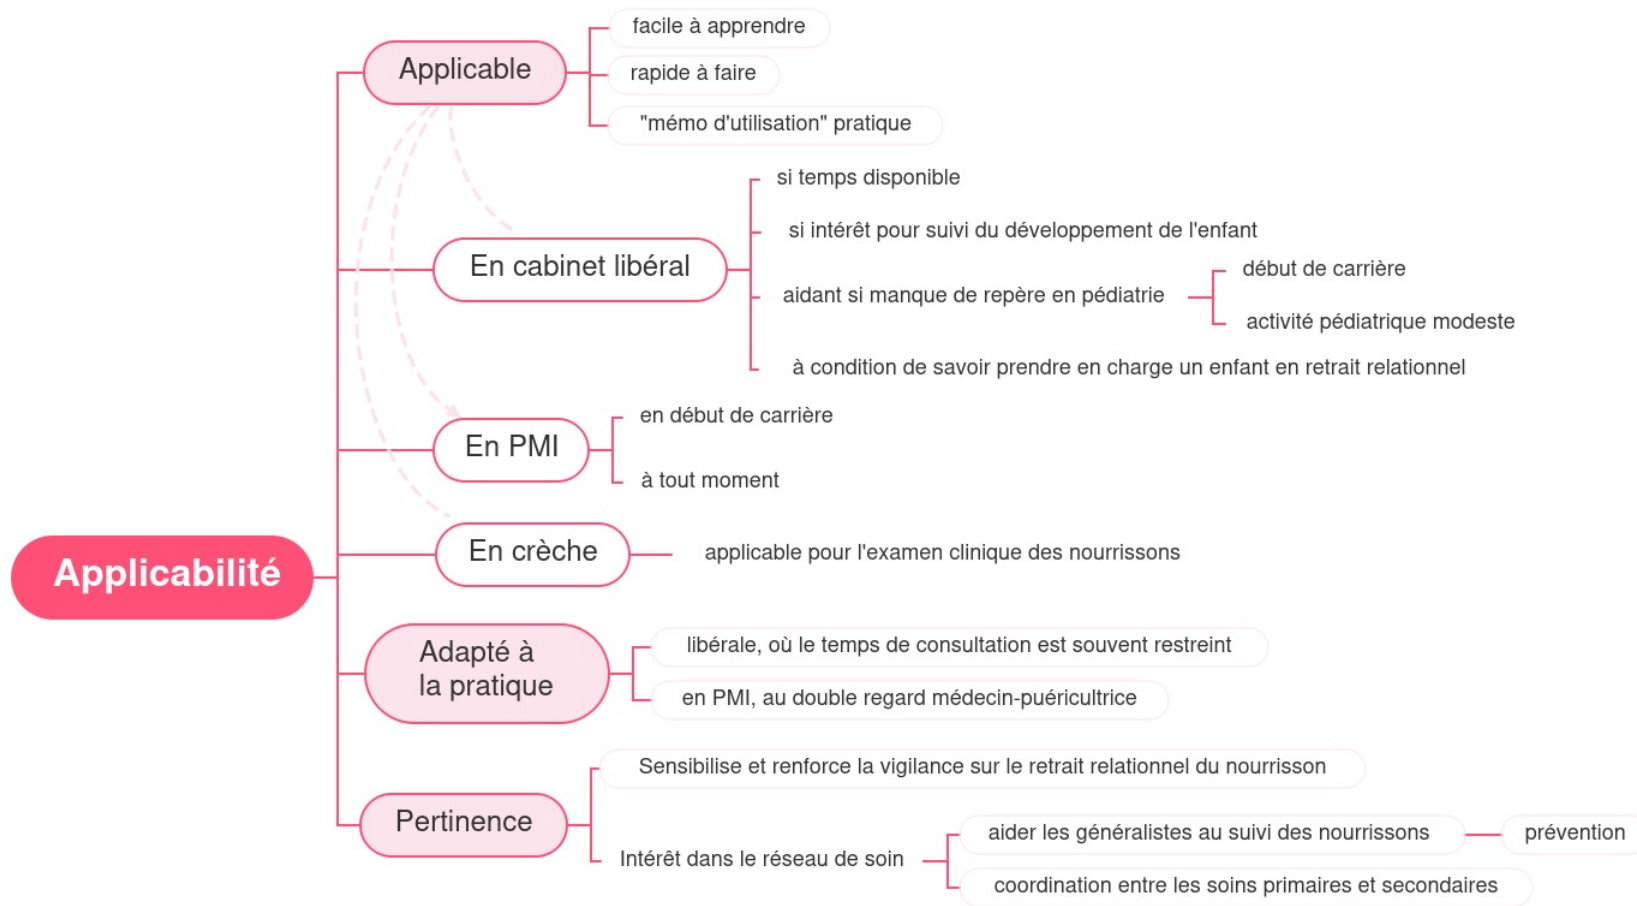 Applicabilité
Applicable
facile à apprendre
rapide à faire
"mémo d'utilisation" pratique
En cabinet libéral
si temps disponible
si intérêt pour suivi du développement de l'enfant
aidant si manque de repère en pédiatrie
début de carrière
activité pédiatrique modeste
à condition de savoir prendre en charge un enfant en retrait relationnel
En PMI
en début de carrière
à tout moment
En crèche
applicable pour l'examen clinique des nourrissons
Adapté à
la pratique
libérale, où le temps de consultation est souvent restreint
en PMI, au double regard médecin-puéricultrice
Pertinence
Sensibilise et renforce la vigilance sur le retrait relationnel du nourrisson
Intérêt dans le réseau de soin
aider les généralistes au suivi des nourrissons
prévention
coordination entre les soins primaires et secondaires